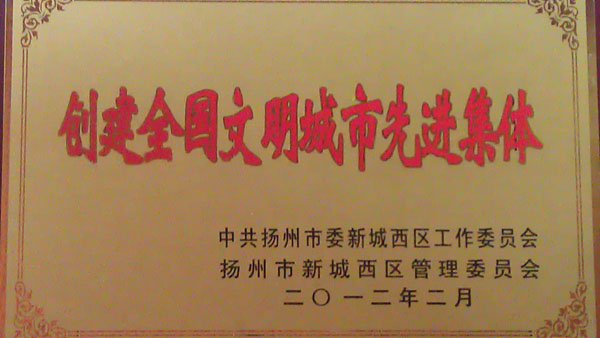 创建全国文明城市先进集体
中共扬州市委新城西区工作委员会
扬州市新城西区管理委员会
二〇一二年二月